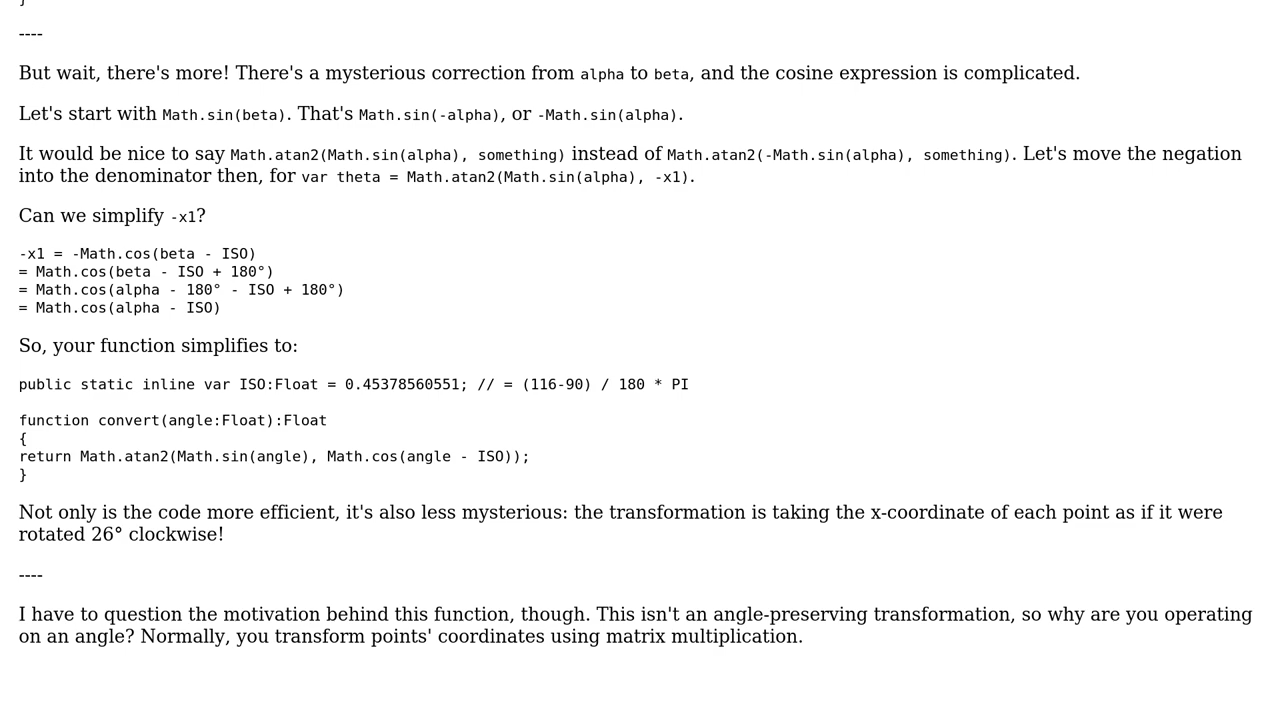 }
----
But wait, there's more! There's a mysterious correction from alpha to beta, and the cosine expression is complicated.
Let's start with Math.sin(beta). That's Math.sin(-alpha), or -Math.sin(alpha).
It would be nice to say Math.atan2(Math.sin(alpha), something) instead of Math.atan2(-Math.sin(alpha), something). Let's move the negation
into the denominator then, for var theta = Math.atan2(Math.sin(alpha), -x1).
Can we simplify -x1?
-x1 = -Math.cos(beta - ISO)
= Math.cos(beta - ISO + 180°)
= Math.cos(alpha - 180° - ISO + 180°)
= Math.cos(alpha - ISO)
So, your function simplifies to:
public static inline var ISO:Float = 0.45378560551; // = (116-90) / 180 * PI
function convert(angle:Float):Float
{
return Math.atan2(Math.sin(angle), Math.cos(angle - ISO));
}
Not only is the code more efficient, it's also less mysterious: the transformation is taking the x-coordinate of each point as if it were
rotated 26° clockwise!
----
I have to question the motivation behind this function, though. This isn't an angle-preserving transformation, so why are you operating
on an angle? Normally, you transform points' coordinates using matrix multiplication.